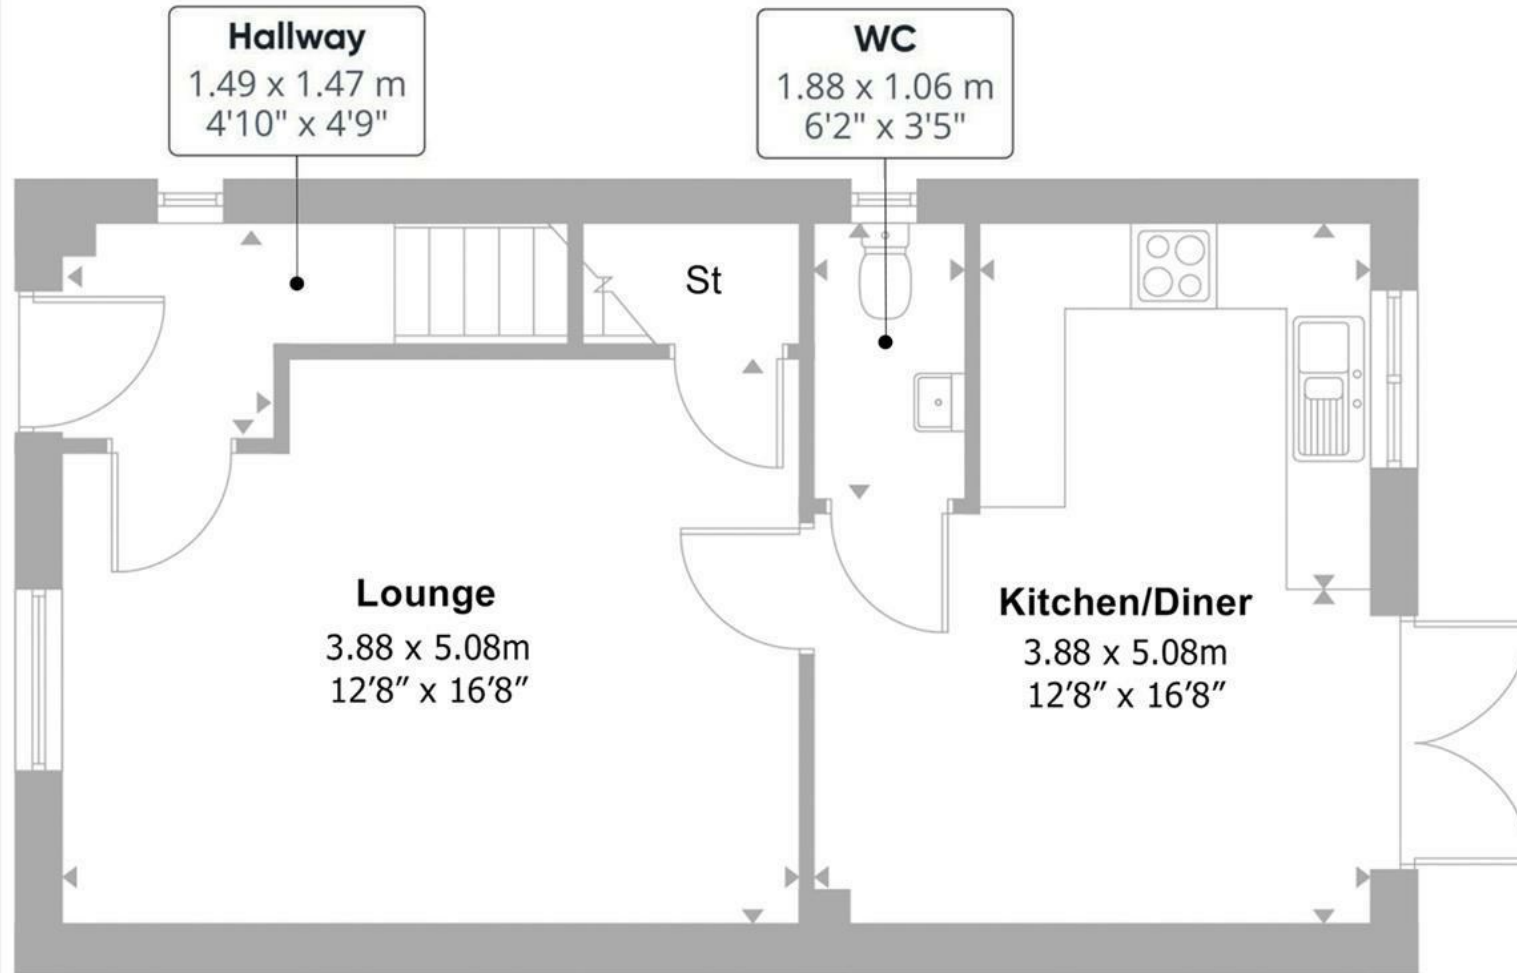 Hallway
1.49 x 1.47 m
4'10" x 4'9"
WC
1.88 x 1.06 m
6'2" x 3'5"
St
Lounge
3.88 x 5.08m
12′8″ x 16′8″
Kitchen/Diner
3.88 x 5.08m
12′8″ x 16′8″